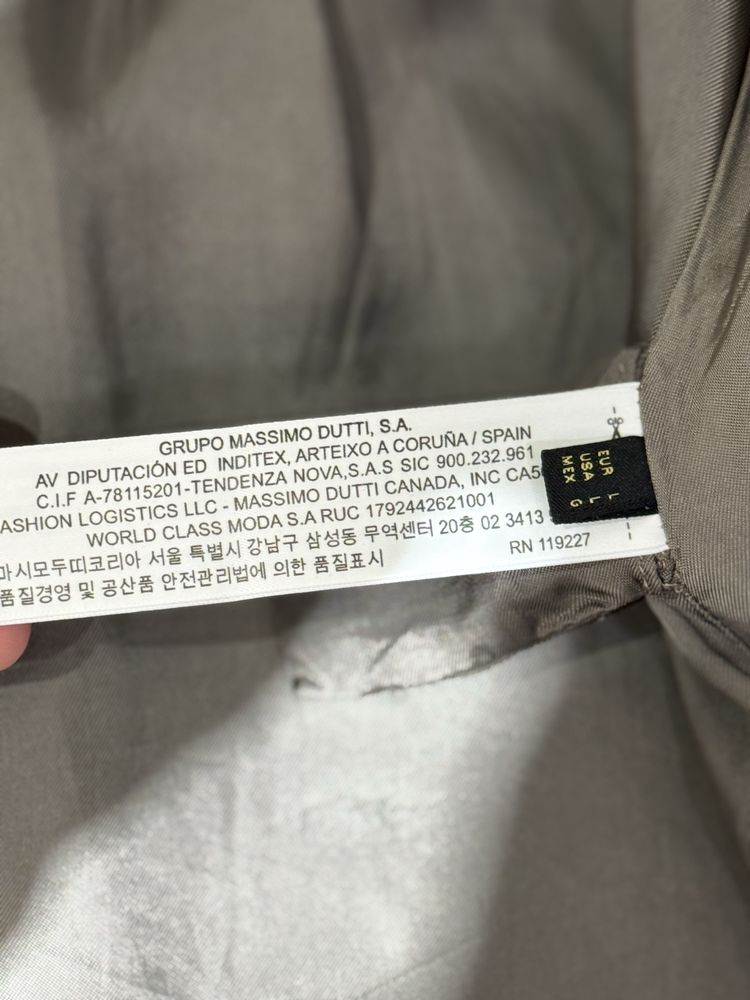 GRUPO MASSIMO DUTTI, S.A.
AV DIPUTACIÓN ED INDITEX, ARTEIXO A CORUÑA / SPAIN
C.I.F A-78115201-TENDENZA NOVA,S.A.S SIC 900.232.961
ASHION LOGISTICS LLC - MASSIMO DUTTI CANADA, INC CA5
WORLD CLASS MODA S.A RUC 1792442621001
마시모두띠코리아 서울 특별시 강남구 삼성동 무역센터 20층 02 3413
품질경영 및 공산품 안전관리법에 의한 품질표시
RN 119227
EUR L
USA L
MEX G